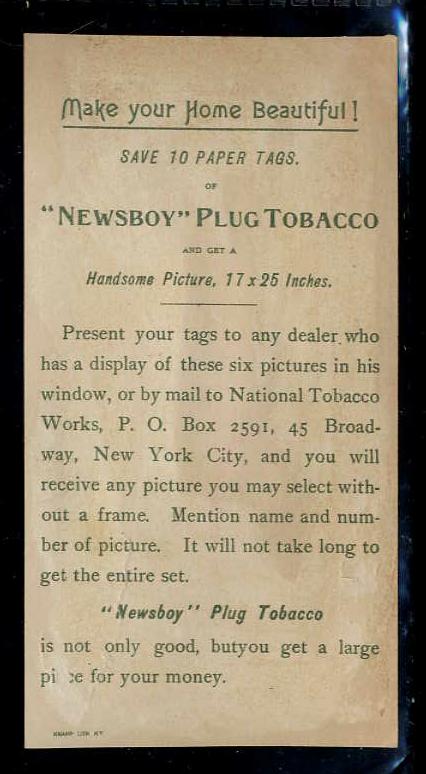 Make your Home Beautiful!
SAVE 10 PAPER TAGS.
OF
"NEWSBOY" PLUG TOBACCO
AND GET A
Handsome Picture, 17 x 25 Inches.
Present your tags to any dealer who
has a display of these six pictures in his
window, or by mail to National Tobacco
Works, P. O. Box 2591, 45 Broad-
way, New York City, and you will
receive any picture you may select with-
out a frame. Mention name and num-
ber of picture. It will not take long to
get the entire set.
"Newsboy" Plug Tobacco
is not only good, butyou get a large
for your money.